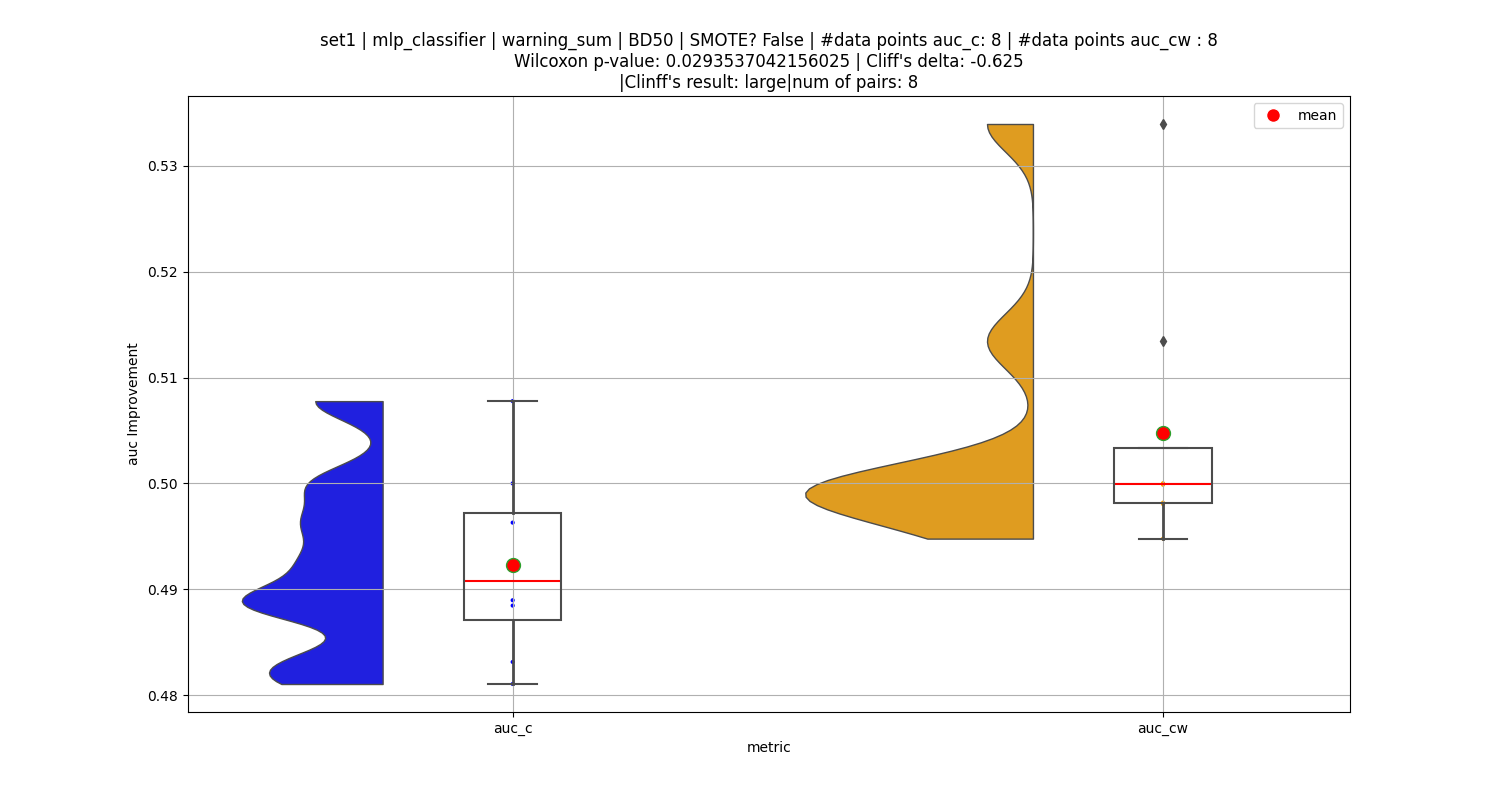 set1 | mlp_classifier | warning_sum | BD50 | SMOTE? False | #data points auc_c: 8 | #data points auc_cw : 8
Wilcoxon p-value: 0.0293537042156025 | Cliff's delta: -0.625
|Clinff's result: large|num of pairs: 8
mean
0.53
0.52
0.51
0.50
0.49
0.48
auc Improvement
auc_c
auc_cw
metric